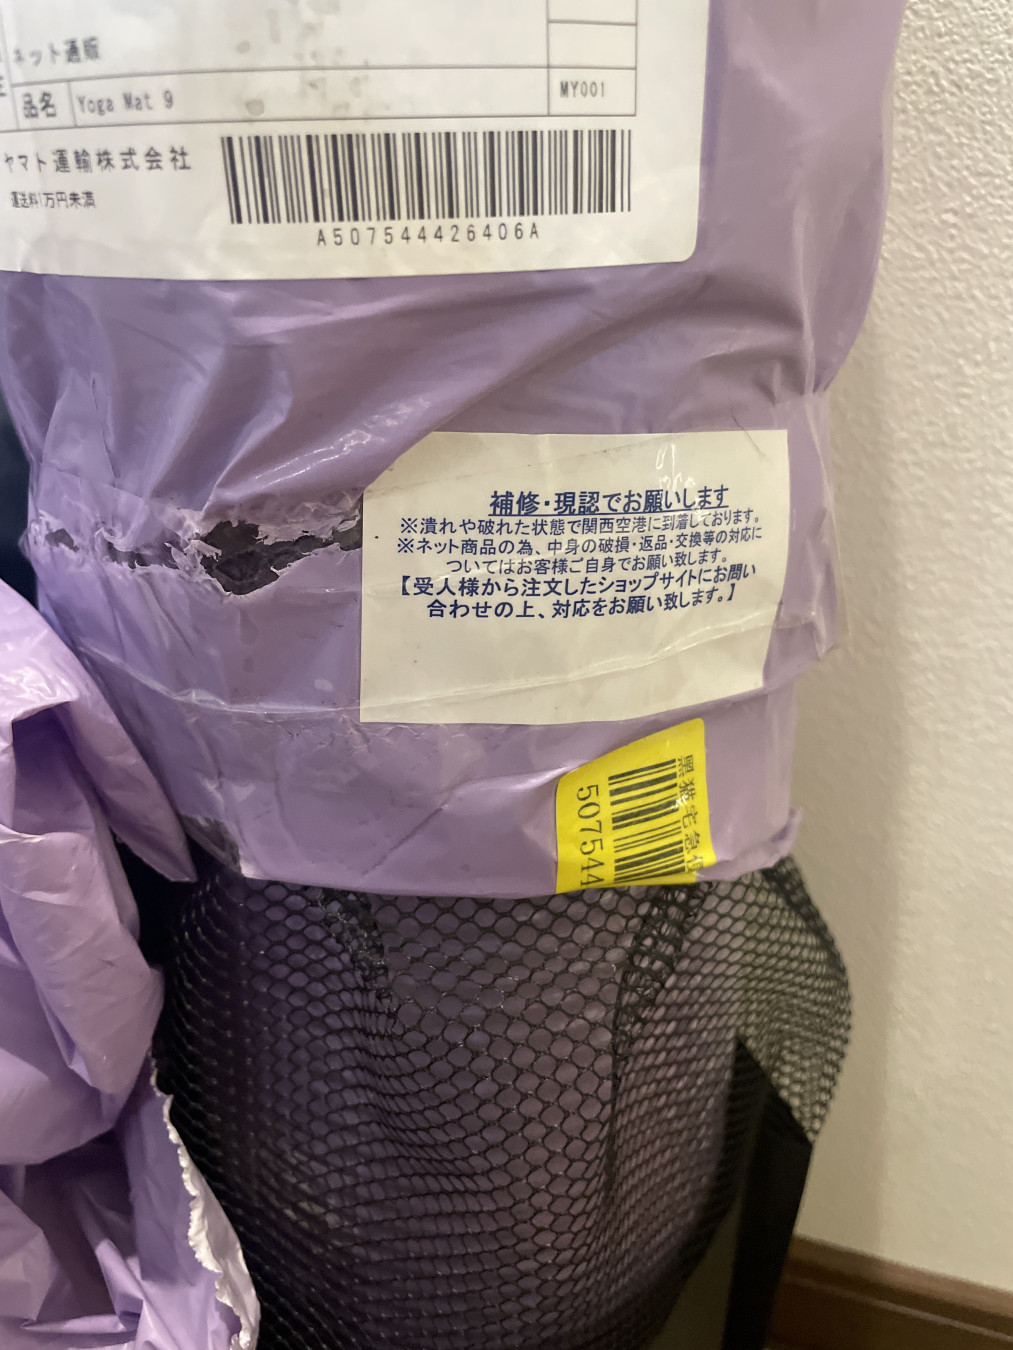 ネット通販
品名 Yoga Mat 9 MY001
ヤマト運輸株式会社
運送料1万円未満
A507544426406A
補修・現認でお願いします
※潰れや破れた状態で関西空港に到着しております。
※ネット商品の為、中身の破損・返品・交換等の対応に
ついてはお客様ご自身でお願い致します。
【受人様から注文したショップサイトにお問い
合わせの上、対応をお願い致します。】
黑猫宅急
507544